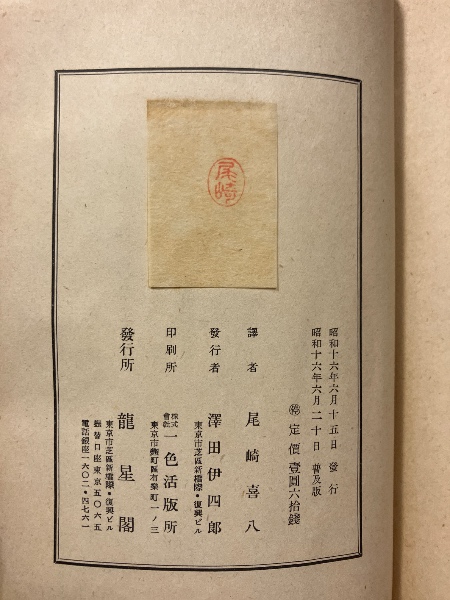 尾崎
昭和十六年六月十五日 發行
昭和十六年六月二十日 普及版
㊕ 定價壹圓六拾錢
譯者 尾崎喜八
發行者 澤田伊四郎
東京市芝區新橋際・復興ビル
印刷所 株式會社 一色活版所
東京市麴町區有樂町一ノ三
發行所 龍星閣
東京市芝區新橋際・復興ビル
振替口座東京五〇六五
電話・銀座一六〇二・四七六一